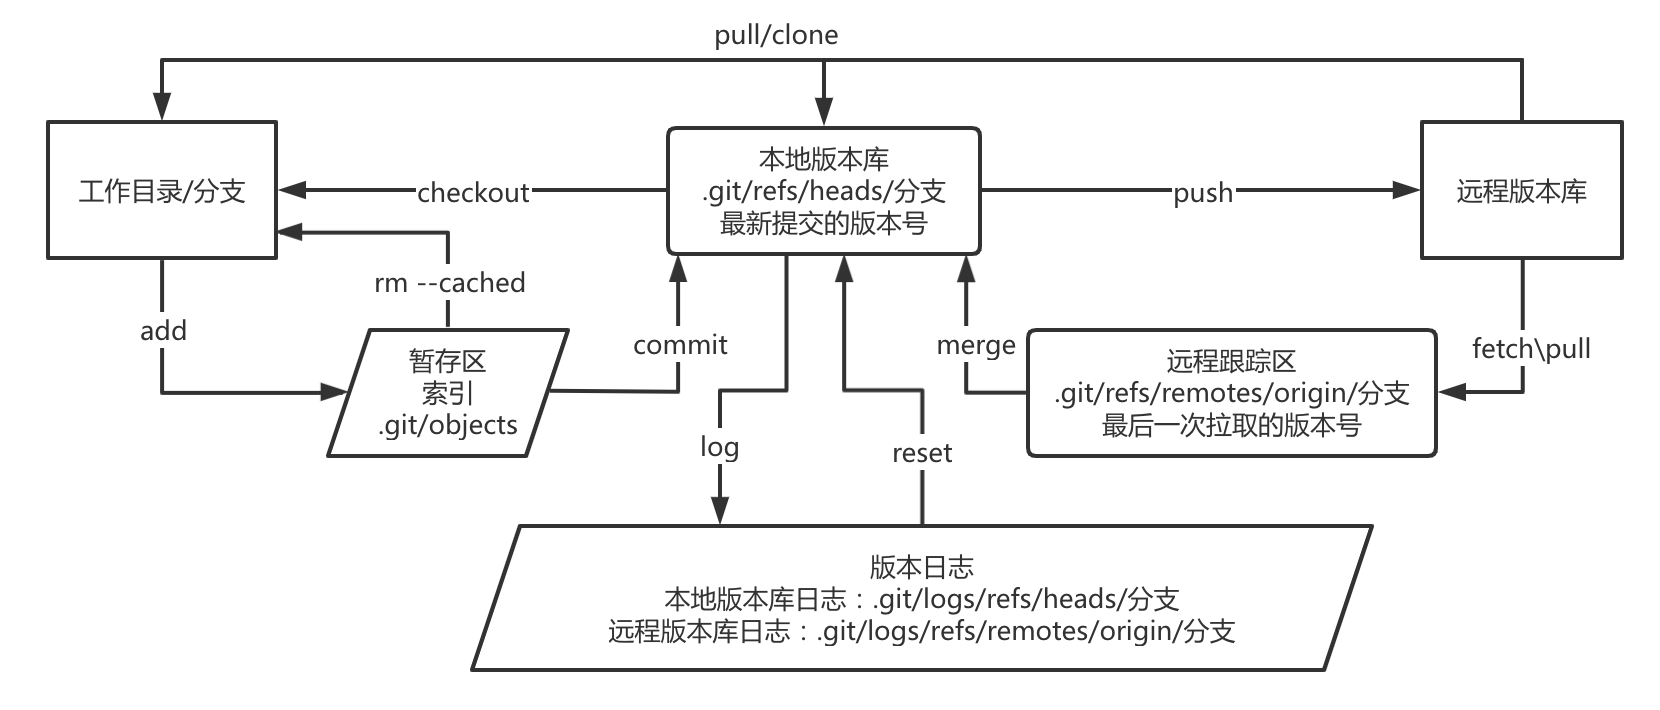 pull/clone
工作目录/分支
checkout
本地版本库
.git/refs/heads/分支
最新提交的版本号
push
远程版本库
rm --cached
add
暂存区
索引
.git/objects
commit
merge
远程跟踪区
.git/refs/remotes/origin/分支
最后一次拉取的版本号
fetch\pull
log
reset
版本日志
本地版本库日志：.git/logs/refs/heads/分支
远程版本库日志：.git/logs/refs/remotes/origin/分支